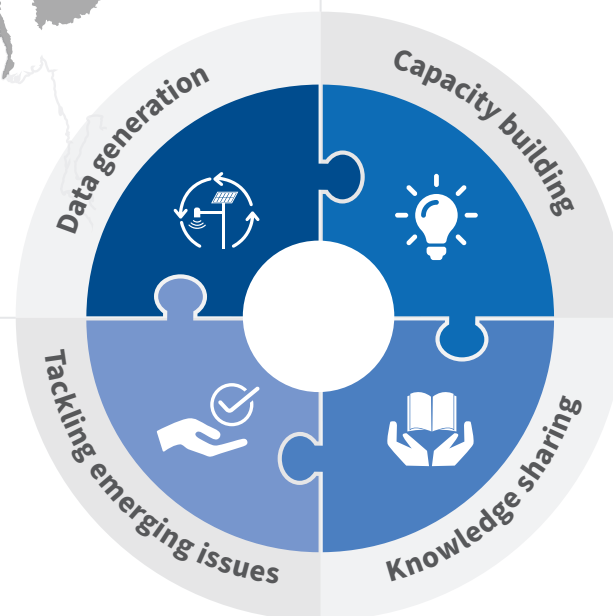 Data generation
Capacity building
Tackling emerging issues
Knowledge sharing